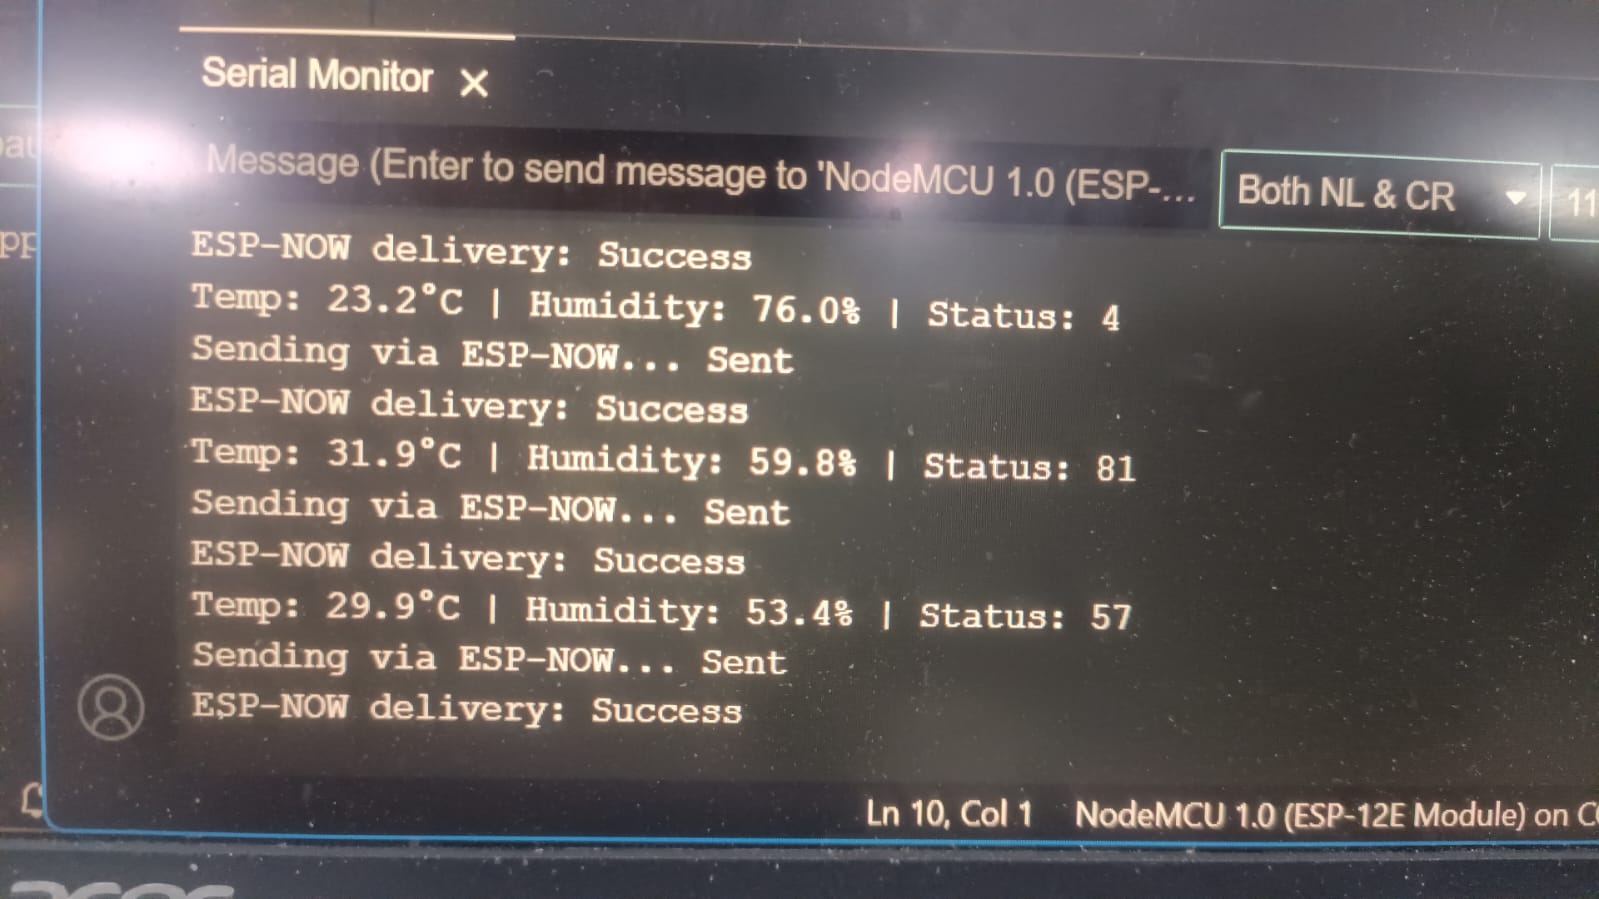 Serial Monitor
Message (Enter to send message to 'NodeMCU 1.0 (ESP-...
Both NL & CR
11
ESP-NOW delivery: Success
Temp: 23.2°C | Humidity: 76.0% | Status: 4
Sending via ESP-NOW... Sent
ESP-NOW delivery: Success
Temp: 31.9°C | Humidity: 59.8% | Status: 81
Sending via ESP-NOW... Sent
ESP-NOW delivery: Success
Temp: 29.9°C | Humidity: 53.4% | Status: 57
Sending via ESP-NOW... Sent
ESP-NOW delivery: Success
Ln 10, Col 1 NodeMCU 1.0 (ESP-12E Module) on
acer